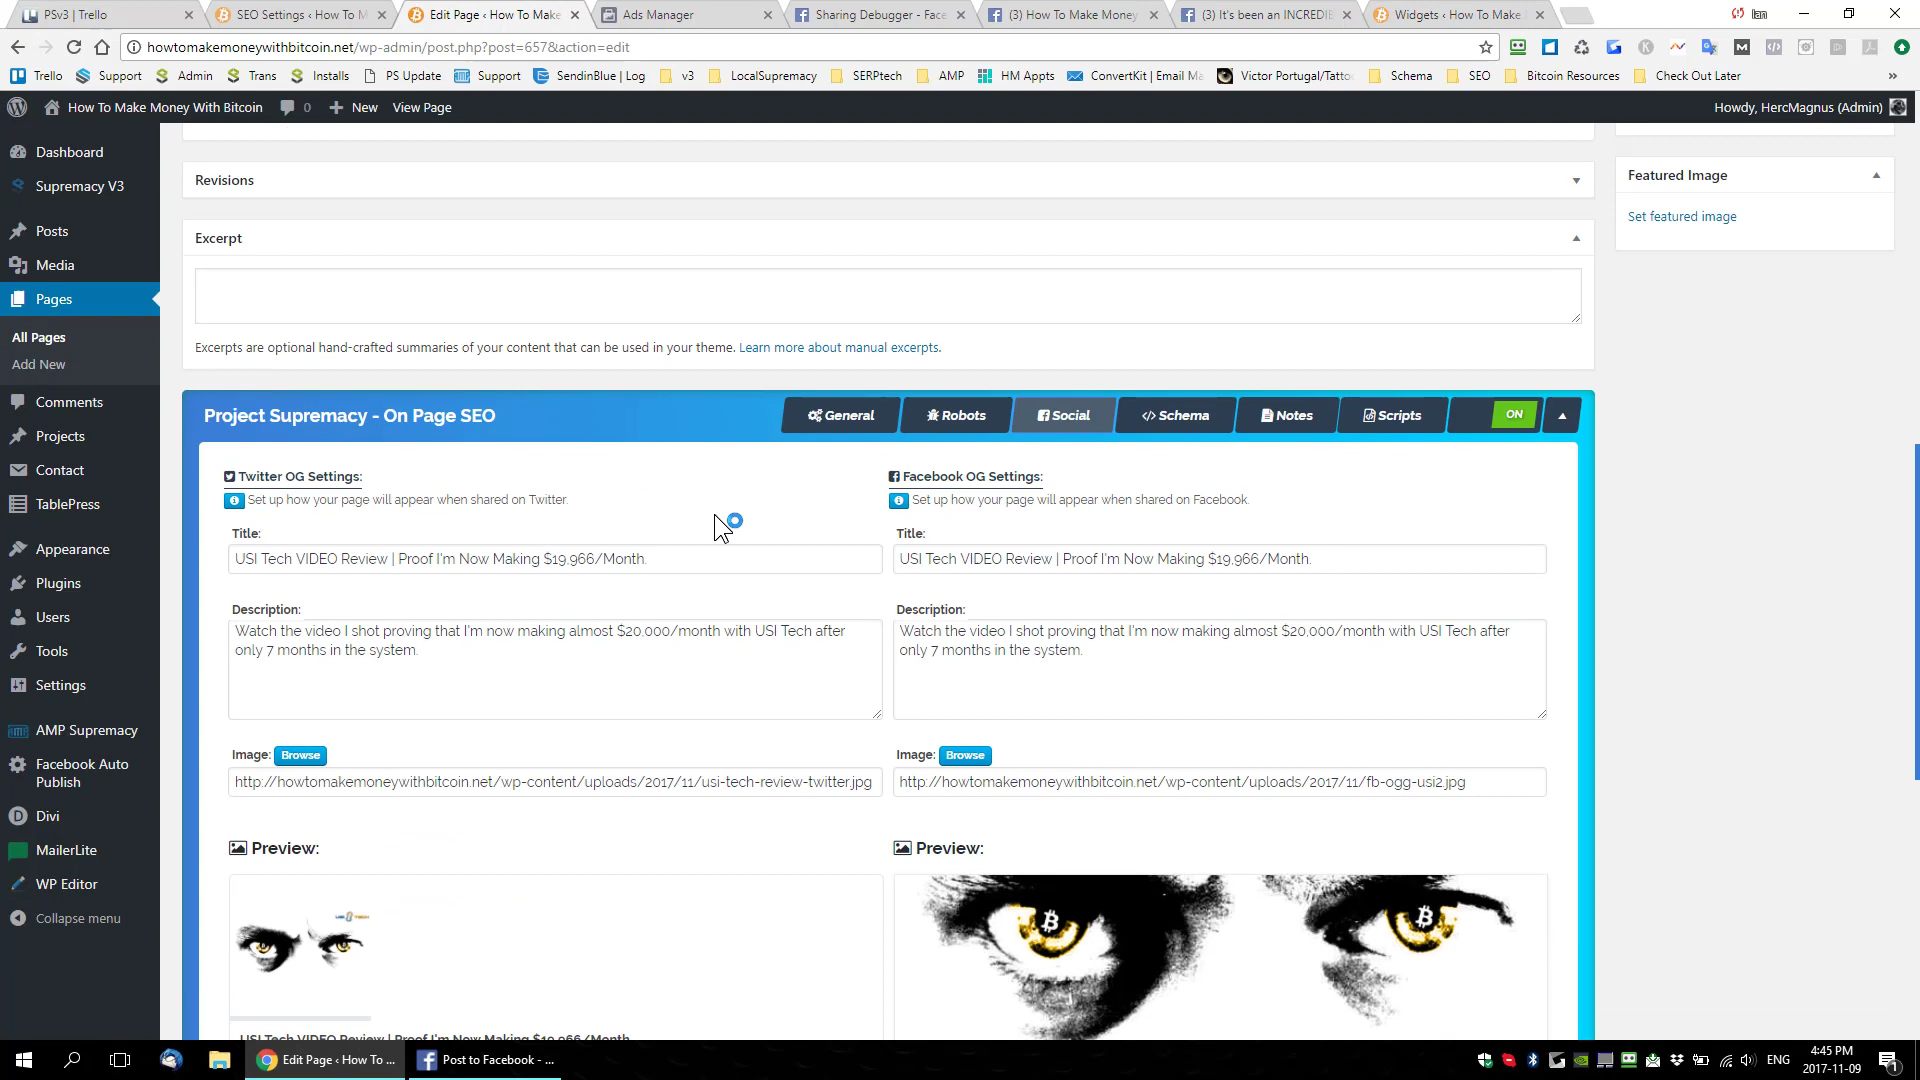 PSv3 | Trello
SEO Settings ‹ How To M
Edit Page ‹ How To Make
Ads Manager
Sharing Debugger - Face
(3) How To Make Money
(3) It's been an INCREDIE
Widgets ‹ How To Make
Ian
howtomakemoneywithbitcoin.net/wp-admin/post.php?post=657&action=edit
Trello
Support
Admin
Trans
Installs
PS Update
Support
SendinBlue | Log
v3
LocalSupremacy
SERPtech
AMP
HM Appts
ConvertKit | Email Ma
Victor Portugal/Tattoo
Schema
SEO
Bitcoin Resources
Check Out Later
How To Make Money With Bitcoin
0
New
View Page
Howdy, HercMagnus (Admin)
Dashboard
Supremacy V3
Posts
Media
Pages
All Pages
Add New
Comments
Projects
Contact
TablePress
Appearance
Plugins
Users
Tools
Settings
AMP Supremacy
Facebook Auto
Publish
Divi
MailerLite
WP Editor
Collapse menu
Revisions
Excerpt
Excerpts are optional hand-crafted summaries of your content that can be used in your theme. Learn more about manual excerpts.
Featured Image
Set featured image
Project Supremacy - On Page SEO
General
Robots
Social
Schema
Notes
Scripts
ON
Twitter OG Settings:
Set up how your page will appear when shared on Twitter.
Title:
USI Tech VIDEO Review | Proof I'm Now Making $19,966/Month.
Description:
Watch the video I shot proving that I'm now making almost $20,000/month with USI Tech after
only 7 months in the system.
Image: Browse
http://howtomakemoneywithbitcoin.net/wp-content/uploads/2017/11/usi-tech-review-twitter.jpg
Preview:
USI Tech VIDEO Review | Proof I'm Now Making $19,966/Month.
Facebook OG Settings:
Set up how your page will appear when shared on Facebook.
Title:
USI Tech VIDEO Review | Proof I'm Now Making $19,966/Month.
Description:
Watch the video I shot proving that I'm now making almost $20,000/month with USI Tech after
only 7 months in the system.
Image: Browse
http://howtomakemoneywithbitcoin.net/wp-content/uploads/2017/11/fb-ogg-usi2.jpg
Preview:
Edit Page ‹ How To ...
Post to Facebook - ...
ENG
4:45 PM
2017-11-09
1